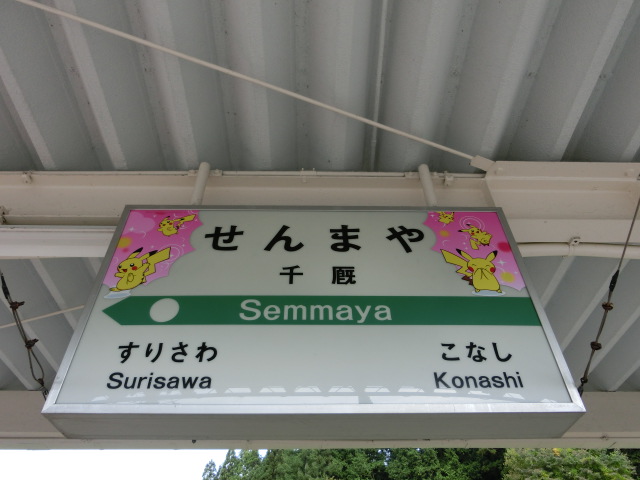 せんまや
千厩
Semmaya
すりさわ こなし
Surisawa Konashi